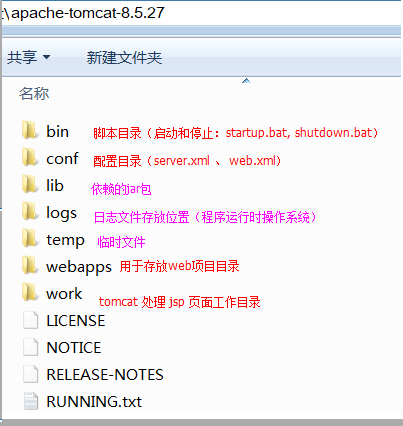 :\apache-tomcat-8.5.27
共享 新建文件夹
名称
bin 脚本目录（启动和停止：startup.bat, shutdown.bat）
conf 配置目录（server.xml 、web.xml）
lib 依赖的jar包
logs 日志文件存放位置（程序运行时操作系统）
temp 临时文件
webapps 用于存放web项目目录
work tomcat 处理 jsp 页面工作目录
LICENSE
NOTICE
RELEASE-NOTES
RUNNING.txt